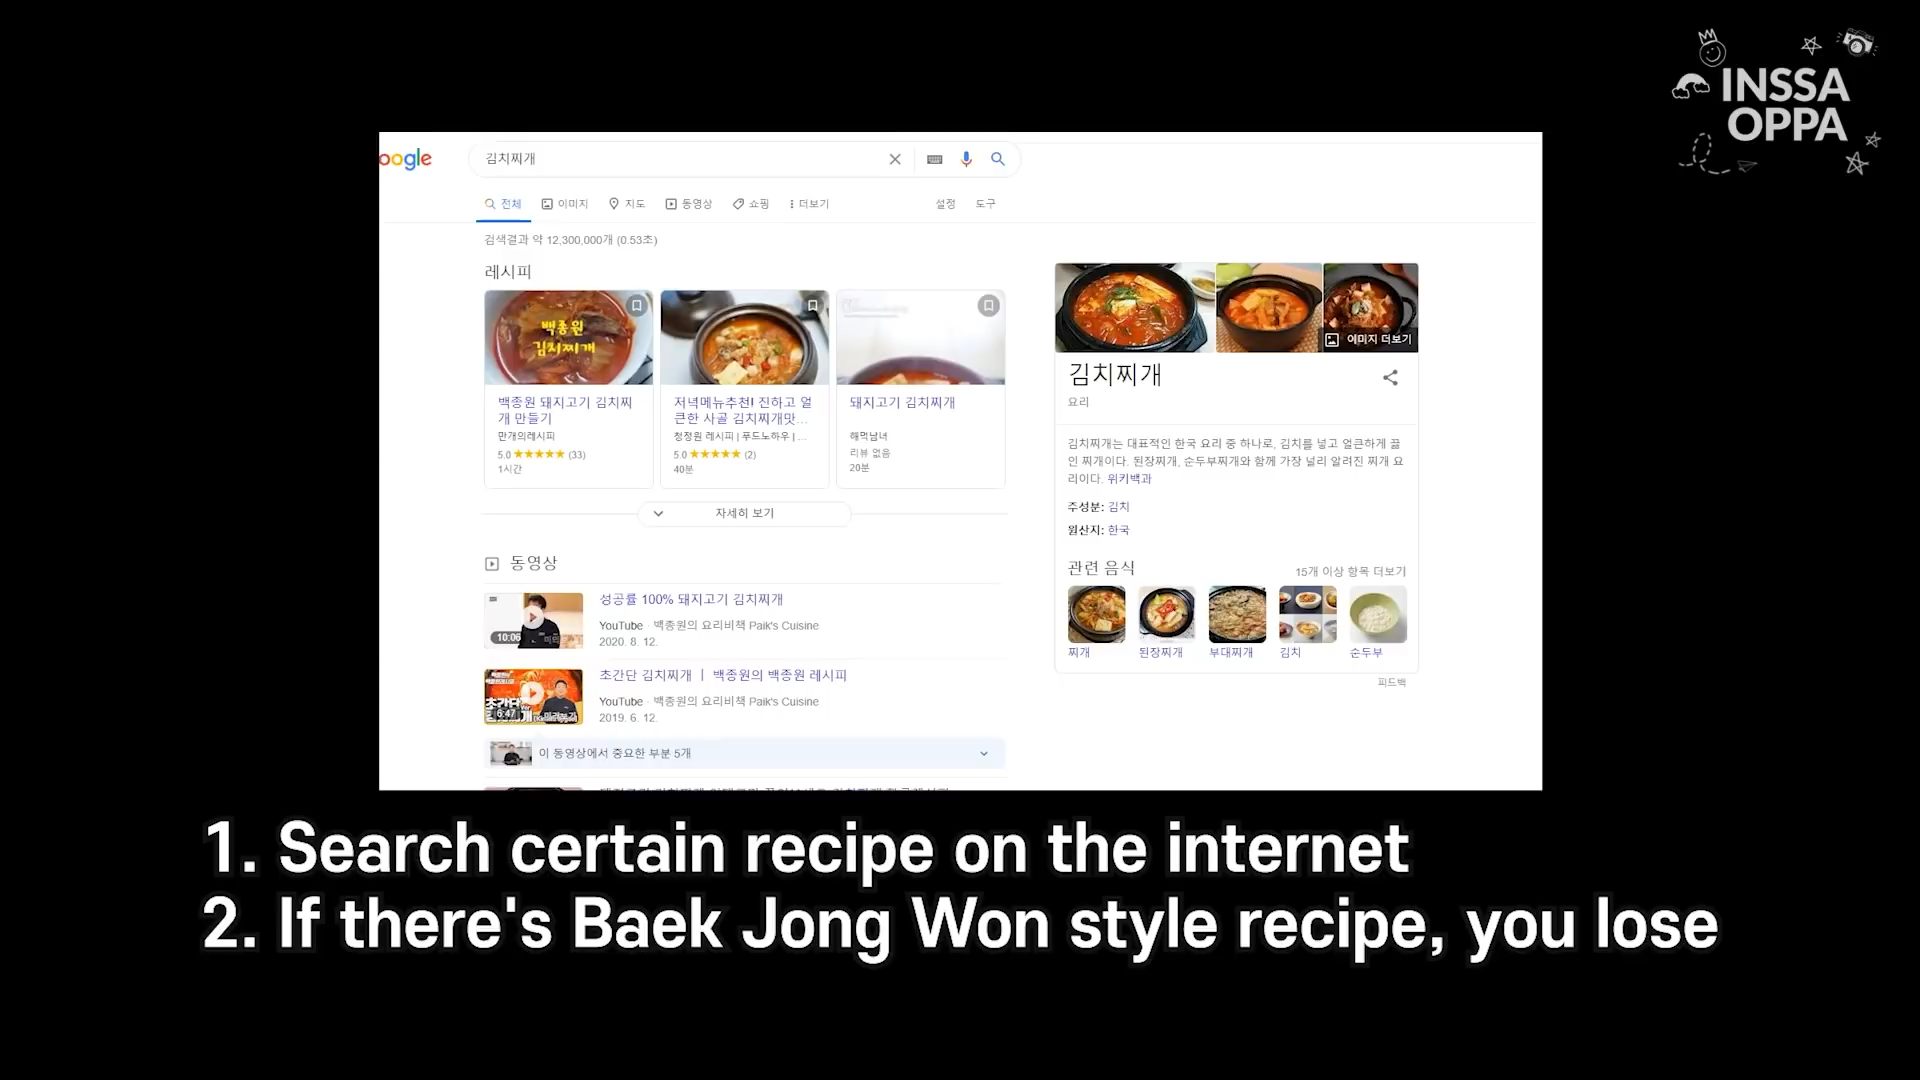 INSSA
OPPA
oogle
김치찌개
전체
이미지
지도
동영상
쇼핑
더보기
설정
도구
검색결과 약 12,300,000개 (0.53초)
레시피
백종원
김치찌개
백종원 돼지고기 김치찌
개 만들기
만개의레시피
5.0 ★★★★★ (33)
1시간
저녁메뉴추천! 진하고 얼
큰한 사골 김치찌개맛...
청정원 레시피 | 푸드노하우 | ...
5.0 ★★★★★ (2)
40분
돼지고기 김치찌개
해먹남녀
리뷰 없음
20분
자세히 보기
동영상
10:06
성공률 100% 돼지고기 김치찌개
YouTube · 백종원의 요리비책 Paik's Cuisine
2020. 8. 12.
초간단
6:47
초간단 김치찌개 ㅣ 백종원의 백종원 레시피
YouTube · 백종원의 요리비책 Paik's Cuisine
2019. 6. 12.
이 동영상에서 중요한 부분 5개
이미지 더보기
김치찌개
요리
김치찌개는 대표적인 한국 요리 중 하나로, 김치를 넣고 얼큰하게 끓
인 찌개이다. 된장찌개, 순두부찌개와 함께 가장 널리 알려진 찌개 요
리이다. 위키백과
주성분: 김치
원산지: 한국
관련 음식
15개 이상 항목 더보기
찌개
된장찌개
부대찌개
김치
순두부
피드백
1. Search certain recipe on the internet
2. If there's Baek Jong Won style recipe, you lose